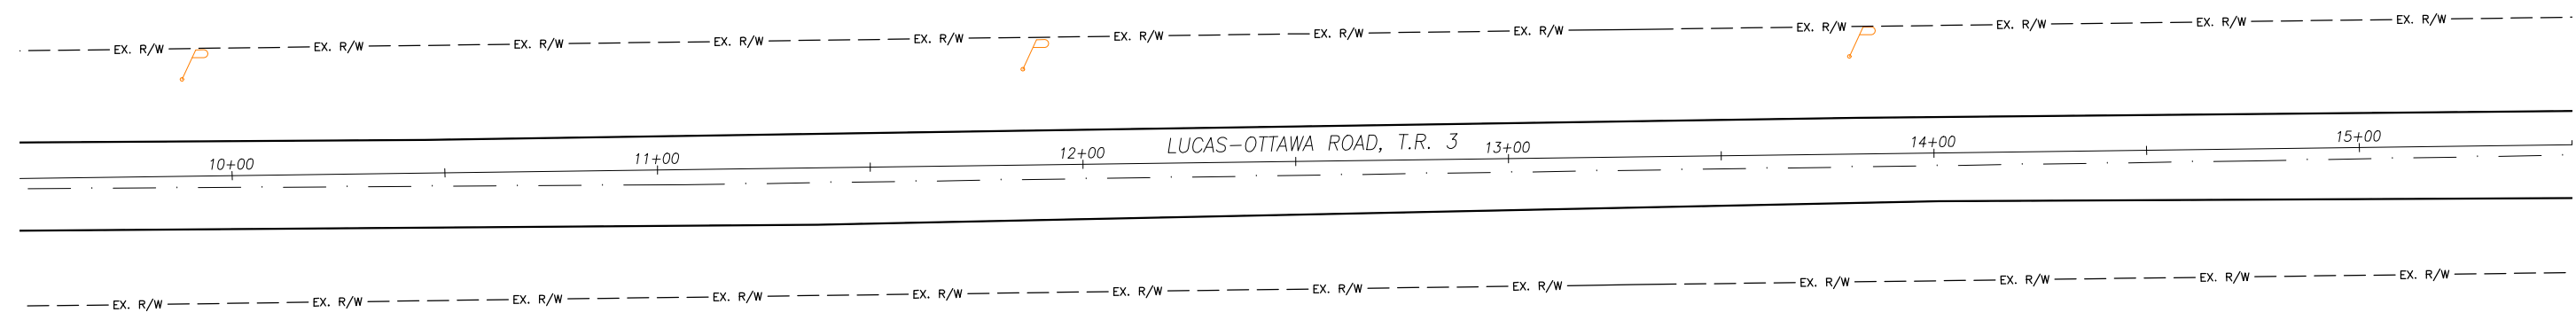 EX. R/W EX. R/W EX. R/W EX. R/W EX. R/W EX. R/W EX. R/W EX. R/W EX. R/W EX. R/W EX. R/W EX. R/W
LUCAS-OTTAWA ROAD, T.R. 3
10+00 11+00 12+00 13+00 14+00 15+00
EX. R/W EX. R/W EX. R/W EX. R/W EX. R/W EX. R/W EX. R/W EX. R/W EX. R/W EX. R/W EX. R/W EX. R/W